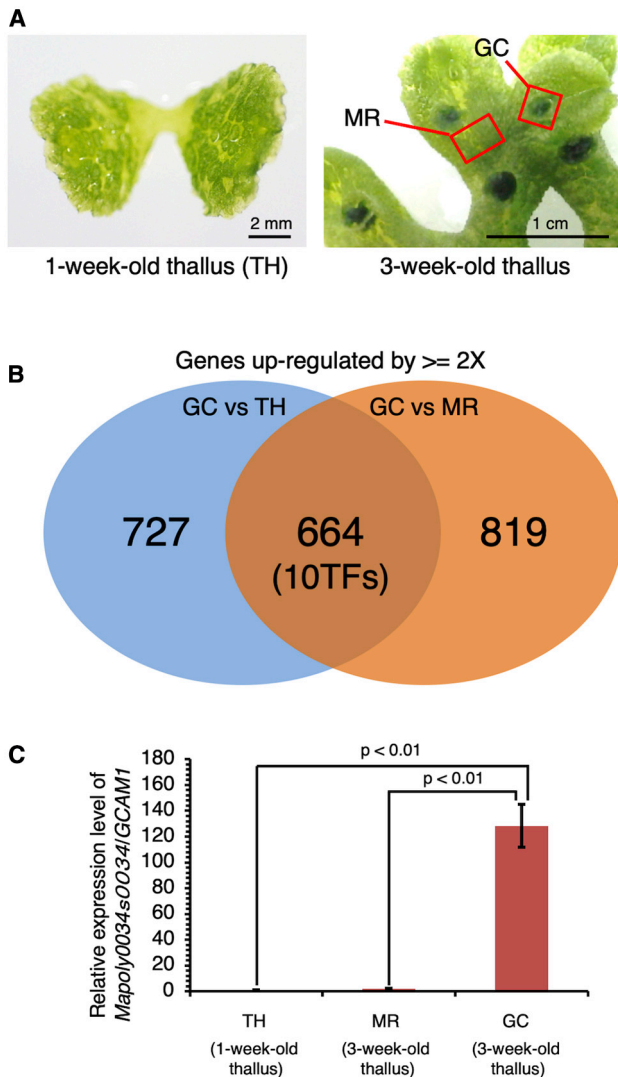 A
GC
MR
2 mm
1 cm
1-week-old thallus (TH)
3-week-old thallus
B
Genes up-regulated by >= 2X
GC vs TH
GC vs MR
727
664
(10TFs)
819
C
Relative expression level of
Mapoly0034s0034/GCAM1
180
160
140
120
100
80
60
40
20
0
p < 0.01
p < 0.01
TH
(1-week-old
thallus)
MR
(3-week-old
thallus)
GC
(3-week-old
thallus)